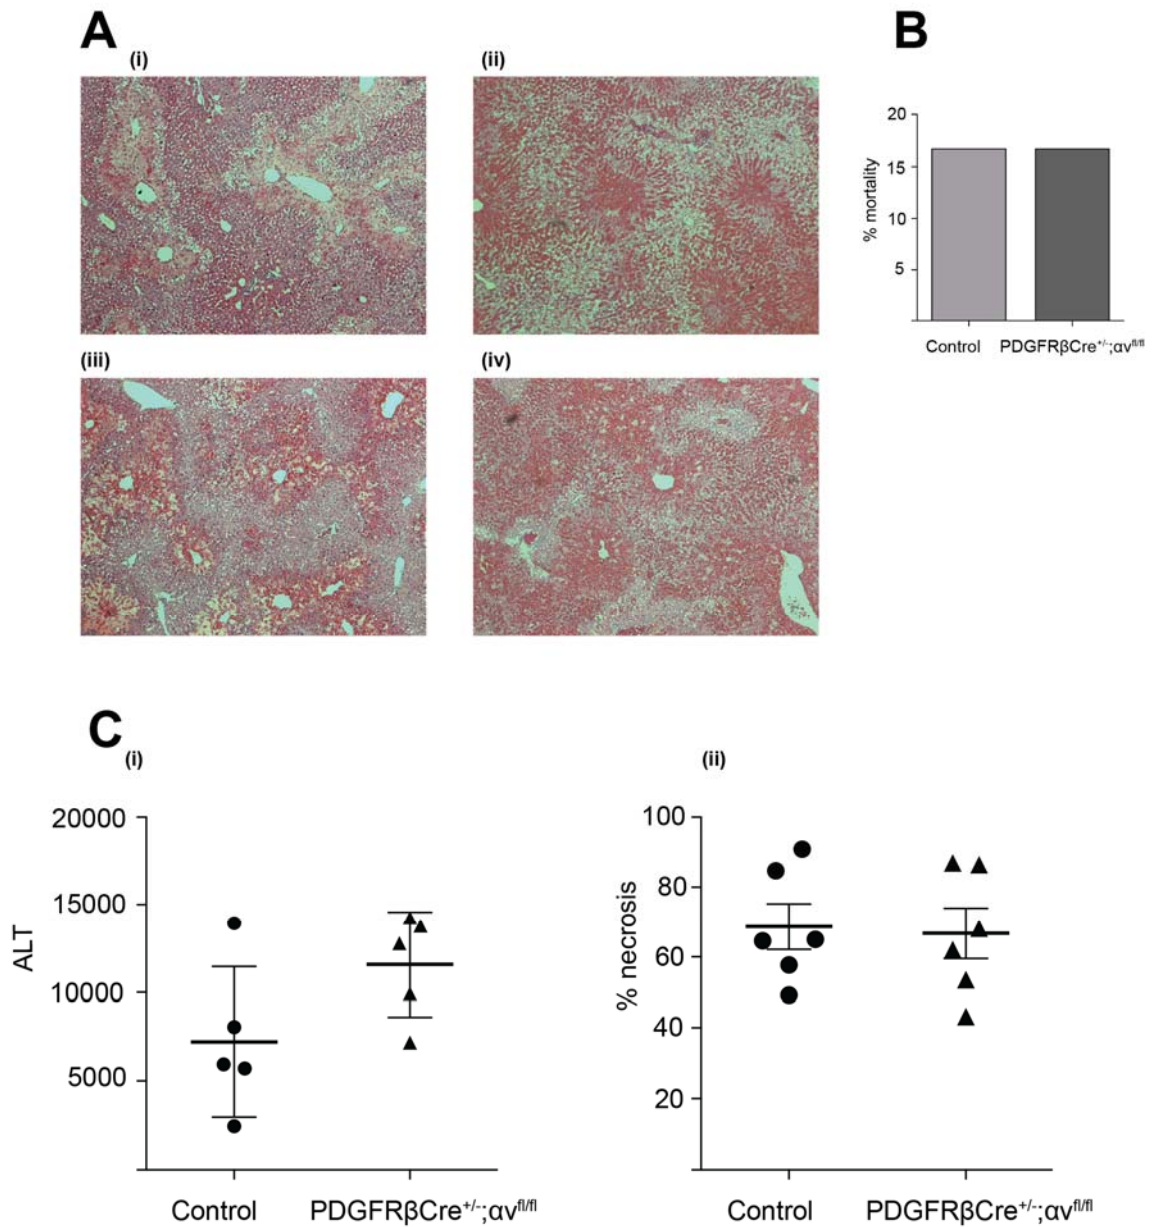 A
(i)
(ii)
(iii)
(iv)
B
20
15
10
5
% mortality
Control
PDGFRβCre+/-;αvfl/fl
C
(i)
20000
15000
10000
5000
ALT
Control
PDGFRβCre+/-;αvfl/fl
(ii)
100
80
60
40
20
% necrosis
Control
PDGFRβCre+/-;αvfl/fl